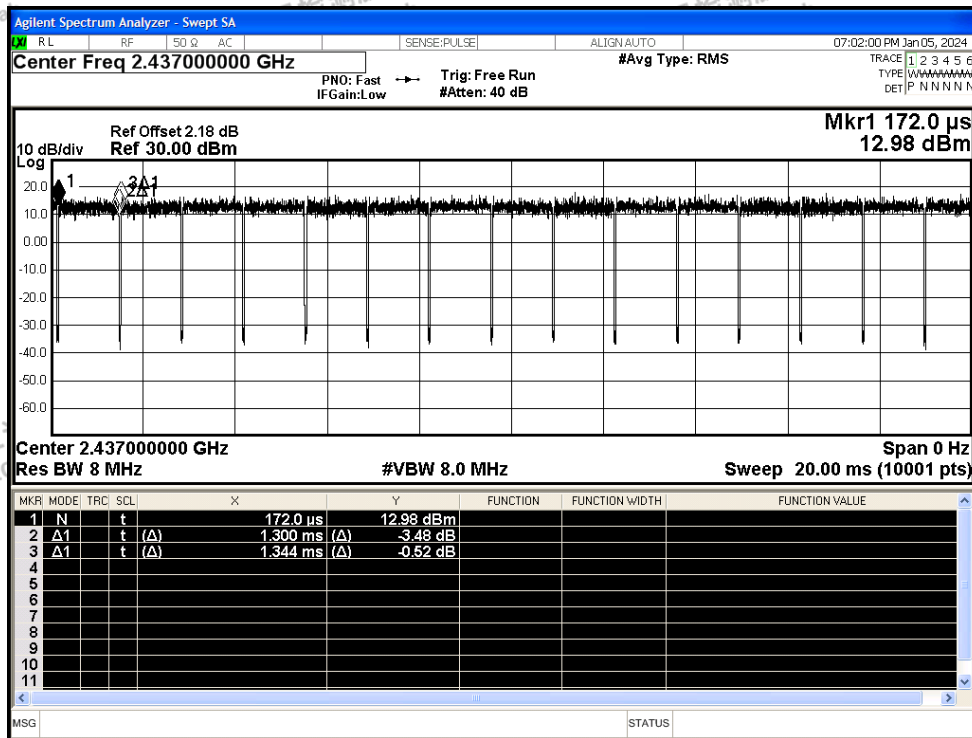 Agilent Spectrum Analyzer - Swept SA
LXI RL RF 50 Ω AC SENSE:PULSE ALIGN AUTO 07:02:00 PM Jan 05, 2024
Center Freq 2.437000000 GHz #Avg Type: RMS TRACE 1 2 3 4 5 6
PNO: Fast Trig: Free Run TYPE WWWWWW
IFGain:Low #Atten: 40 dB DET P N N N N N
Mkr1 172.0 µs
Ref Offset 2.18 dB
10 dB/div Ref 30.00 dBm 12.98 dBm
Log
20.0
1 3Δ1
2Δ1
10.0
0.00
-10.0
-20.0
-30.0
-40.0
-50.0
-60.0
Center 2.437000000 GHz Span 0 Hz
Res BW 8 MHz #VBW 8.0 MHz Sweep 20.00 ms (10001 pts)
MKR MODE TRC SCL X Y FUNCTION FUNCTION WIDTH FUNCTION VALUE
1 N t 172.0 µs 12.98 dBm
2 Δ1 t (Δ) 1.300 ms (Δ) -3.48 dB
3 Δ1 t (Δ) 1.344 ms (Δ) -0.52 dB
4
5
6
7
8
9
10
11
MSG STATUS